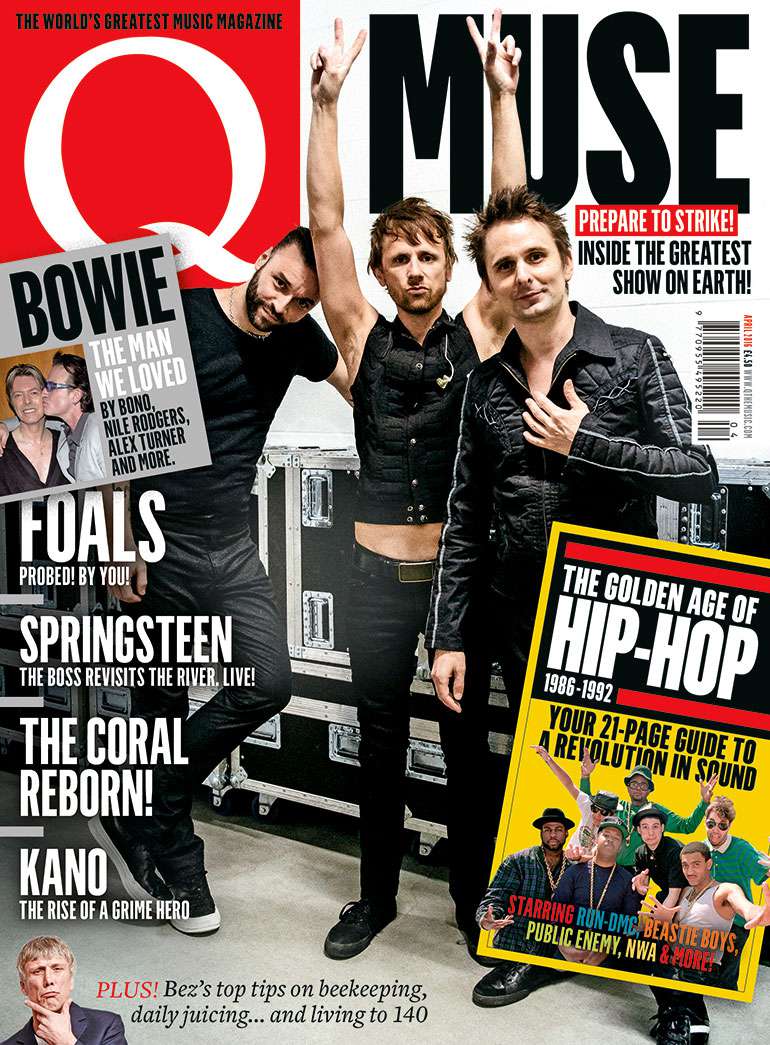 THE WORLD'S GREATEST MUSIC MAGAZINE
Q
MUSE
PREPARE TO STRIKE!
INSIDE THE GREATEST
SHOW ON EARTH!
APRIL 2016 £4.50 WWW.QTHEMUSIC.COM
9 770955 495220
04
BOWIE
THE MAN
WE LOVED
BY BONO,
NILE RODGERS,
ALEX TURNER
AND MORE.
FOALS
PROBED! BY YOU!
SPRINGSTEEN
THE BOSS REVISITS THE RIVER. LIVE!
THE CORAL
REBORN!
KANO
THE RISE OF A GRIME HERO
THE GOLDEN AGE OF
HIP-HOP
1986-1992
YOUR 21-PAGE GUIDE TO
A REVOLUTION IN SOUND
STARRING RUN-DMC, BEASTIE BOYS,
PUBLIC ENEMY, NWA & MORE!
PLUS! Bez's top tips on beekeeping,
daily juicing... and living to 140